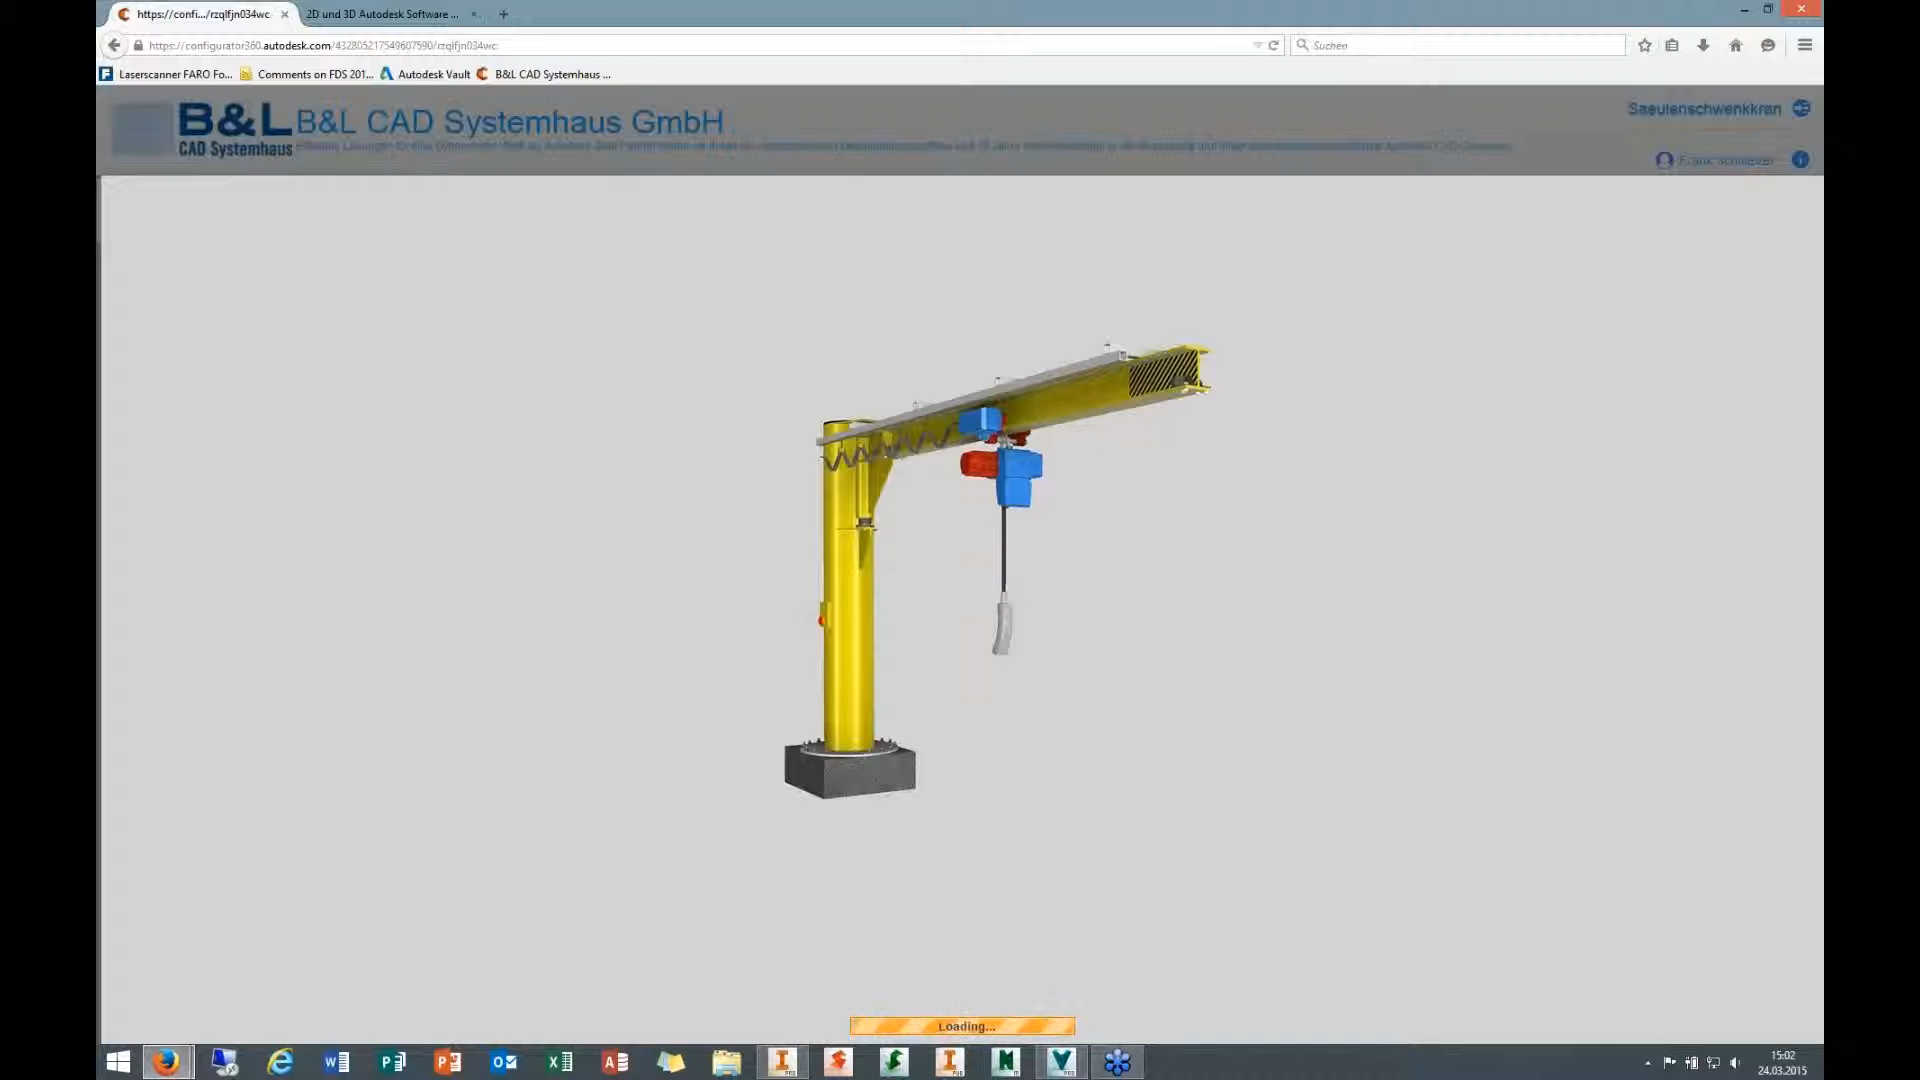 https://confi.../rzqlfjn034wc
2D und 3D Autodesk Software ...
https://configurator360.autodesk.com/432805217549607590/rzqlfjn034wc
Suchen
Laserscanner FARO Fo...
Comments on FDS 201...
Autodesk Vault
B&L CAD Systemhaus ...
B&L
CAD Systemhaus
B&L CAD Systemhaus GmbH
Saeulenschwenkkran
Frank
Loading...
15:02
24.03.2015